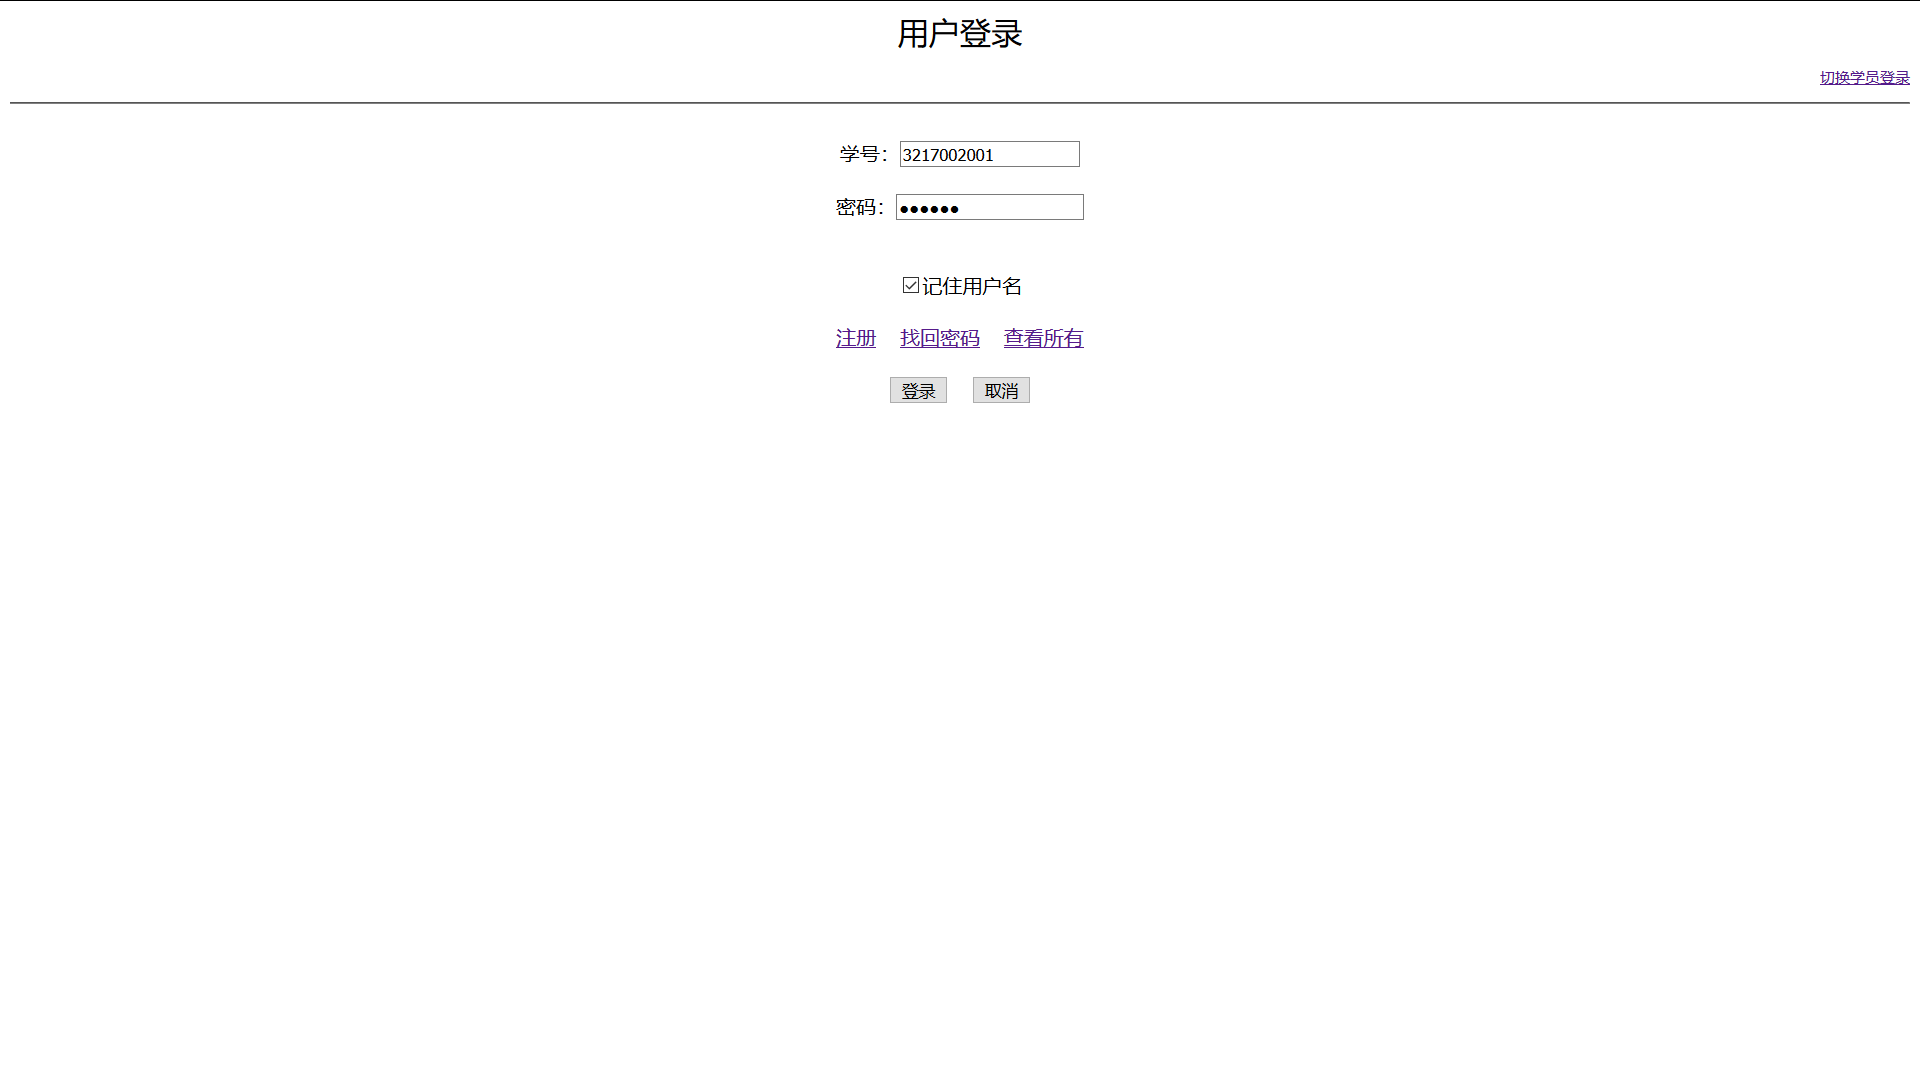 用户登录
切换学员登录
学号：3217002001
密码：●●●●●●
记住用户名
注册 找回密码 查看所有
登录 取消